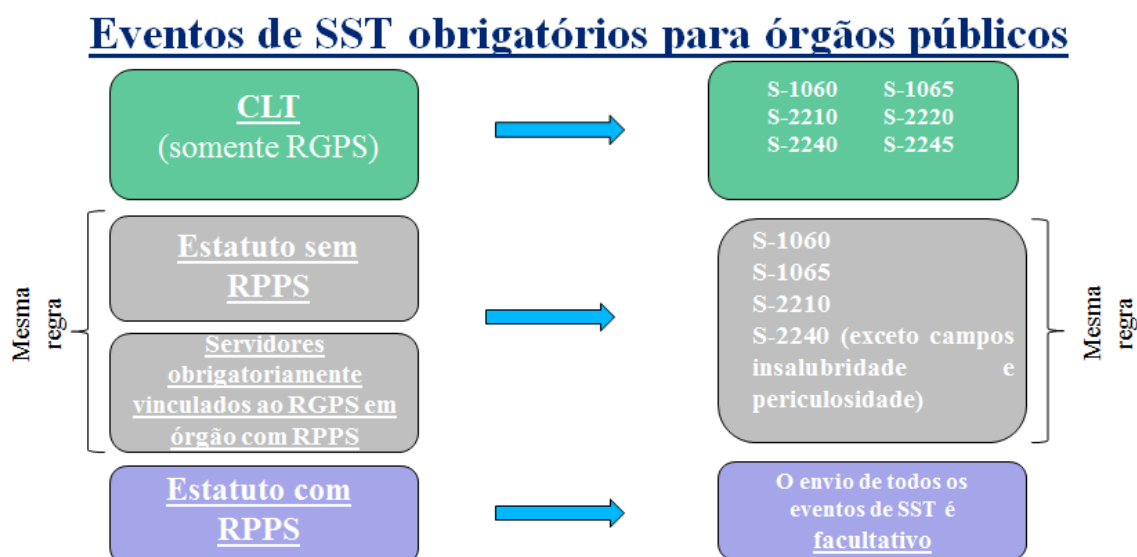 Eventos de SST obrigatórios para órgãos públicos
CLT
(somente RGPS)
S-1060 S-1065
S-2210 S-2220
S-2240 S-2245
Mesma
regra
Estatuto sem
RPPS
Servidores
obrigatoriamente
vinculados ao RGPS em
órgão com RPPS
S-1060
S-1065
S-2210
S-2240 (exceto campos
insalubridade e
periculosidade)
Mesma
regra
Estatuto com
RPPS
O envio de todos os
eventos de SST é
facultativo